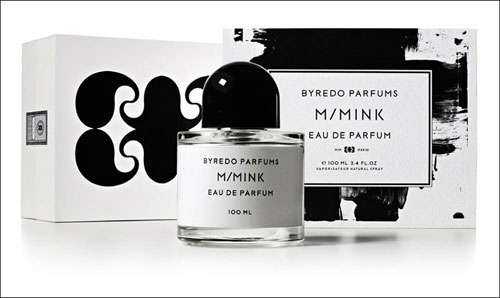 BYREDO PARFUMS
M/MINK
EAU DE PARFUM
100 ML
BYREDO PARFUMS
M/MINK
EAU DE PARFUM
M/M (PARIS)
℮ 100 ML 3.4 FL.OZ
VAPORISATEUR NATURAL SPRAY